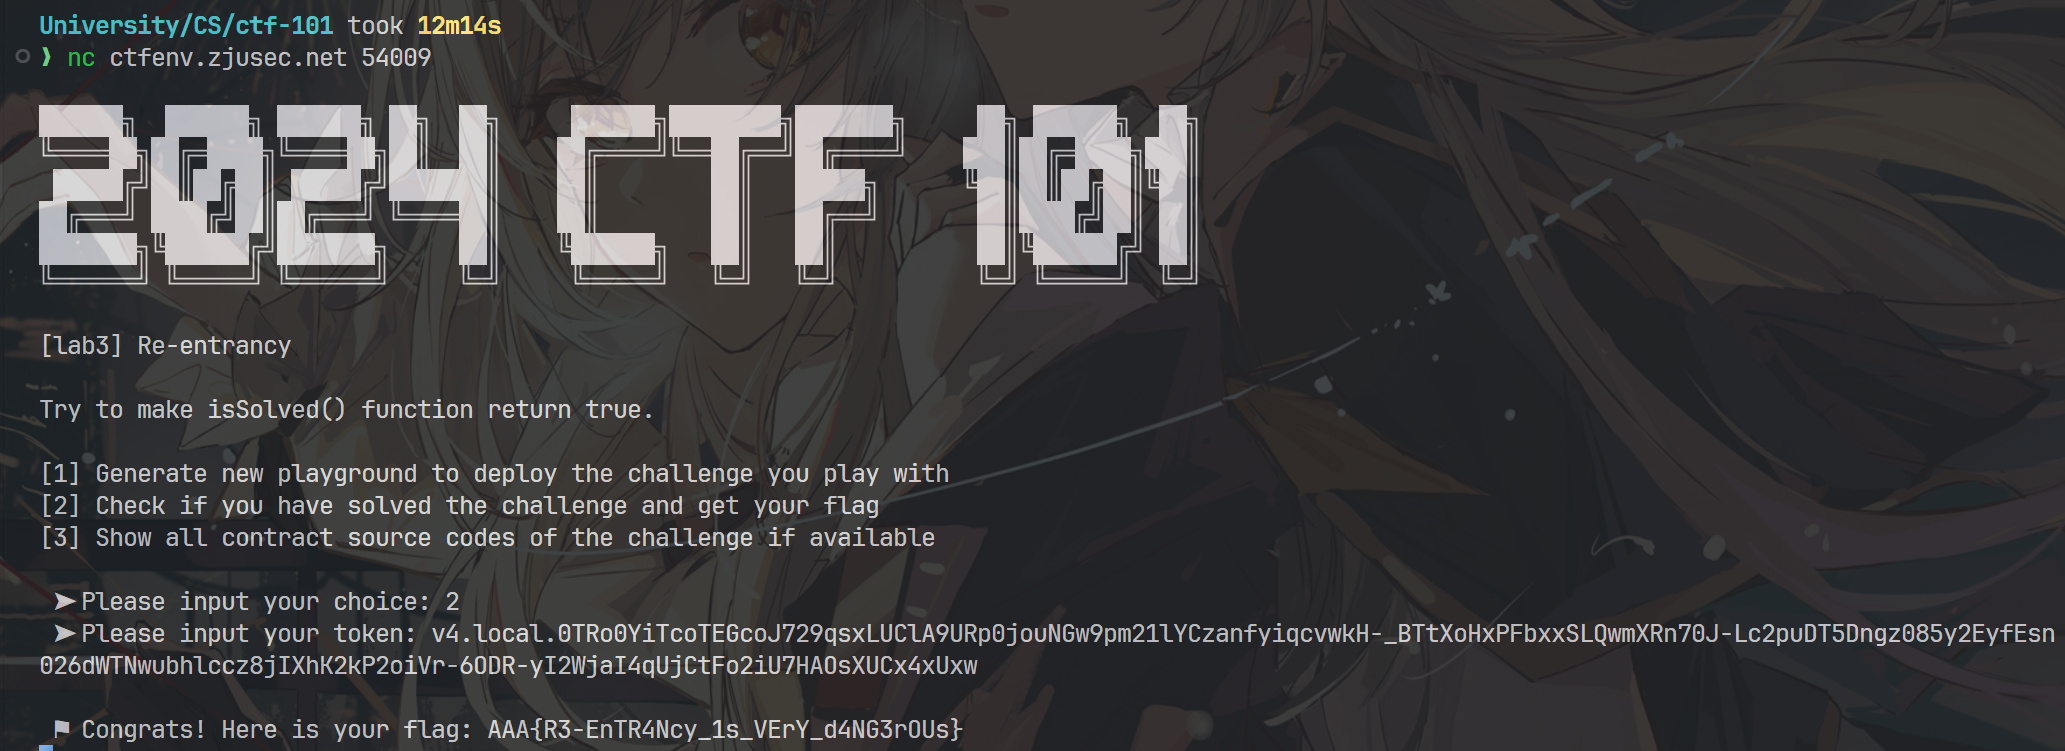 University/CS/ctf-101 took 12m14s
❯ nc ctfenv.zjusec.net 54009
2024 CTF 101
[lab3] Re-entrancy
Try to make isSolved() function return true.
[1] Generate new playground to deploy the challenge you play with
[2] Check if you have solved the challenge and get your flag
[3] Show all contract source codes of the challenge if available
➤ Please input your choice: 2
➤ Please input your token: v4.local.0TRo0YiTcoTEGcoJ729qsxLUClA9URp0jouNGw9pm21lYCzanfyiqcvwkH-_BTtXoHxPFbxxSLQwmXRn70J-Lc2puDT5Dngz085y2EyfEsn
026dWTNwubhlccz8jIXhK2kP2oiVr-6ODR-yI2WjaI4qUjCtFo2iU7HAOsXUCx4xUxw
⚑ Congrats! Here is your flag: AAA{R3-EnTR4Ncy_1s_VErY_d4NG3rOUs}